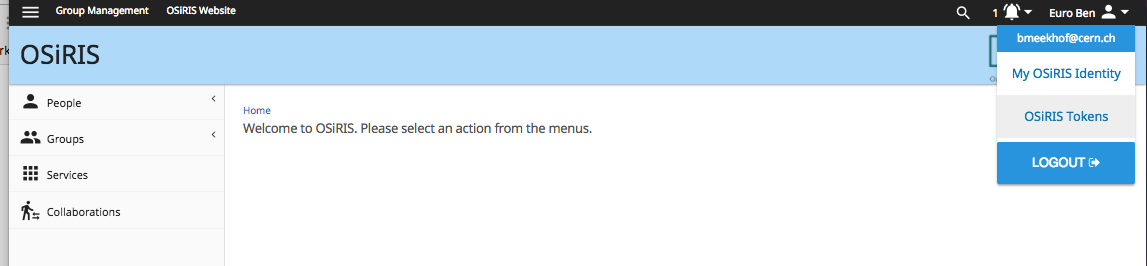 Group Management OSiRIS Website 1 Euro Ben
OSiRIS
bmeekhof@cern.ch
My OSiRIS Identity
OSiRIS Tokens
LOGOUT
People
Groups
Services
Collaborations
Home
Welcome to OSiRIS. Please select an action from the menus.